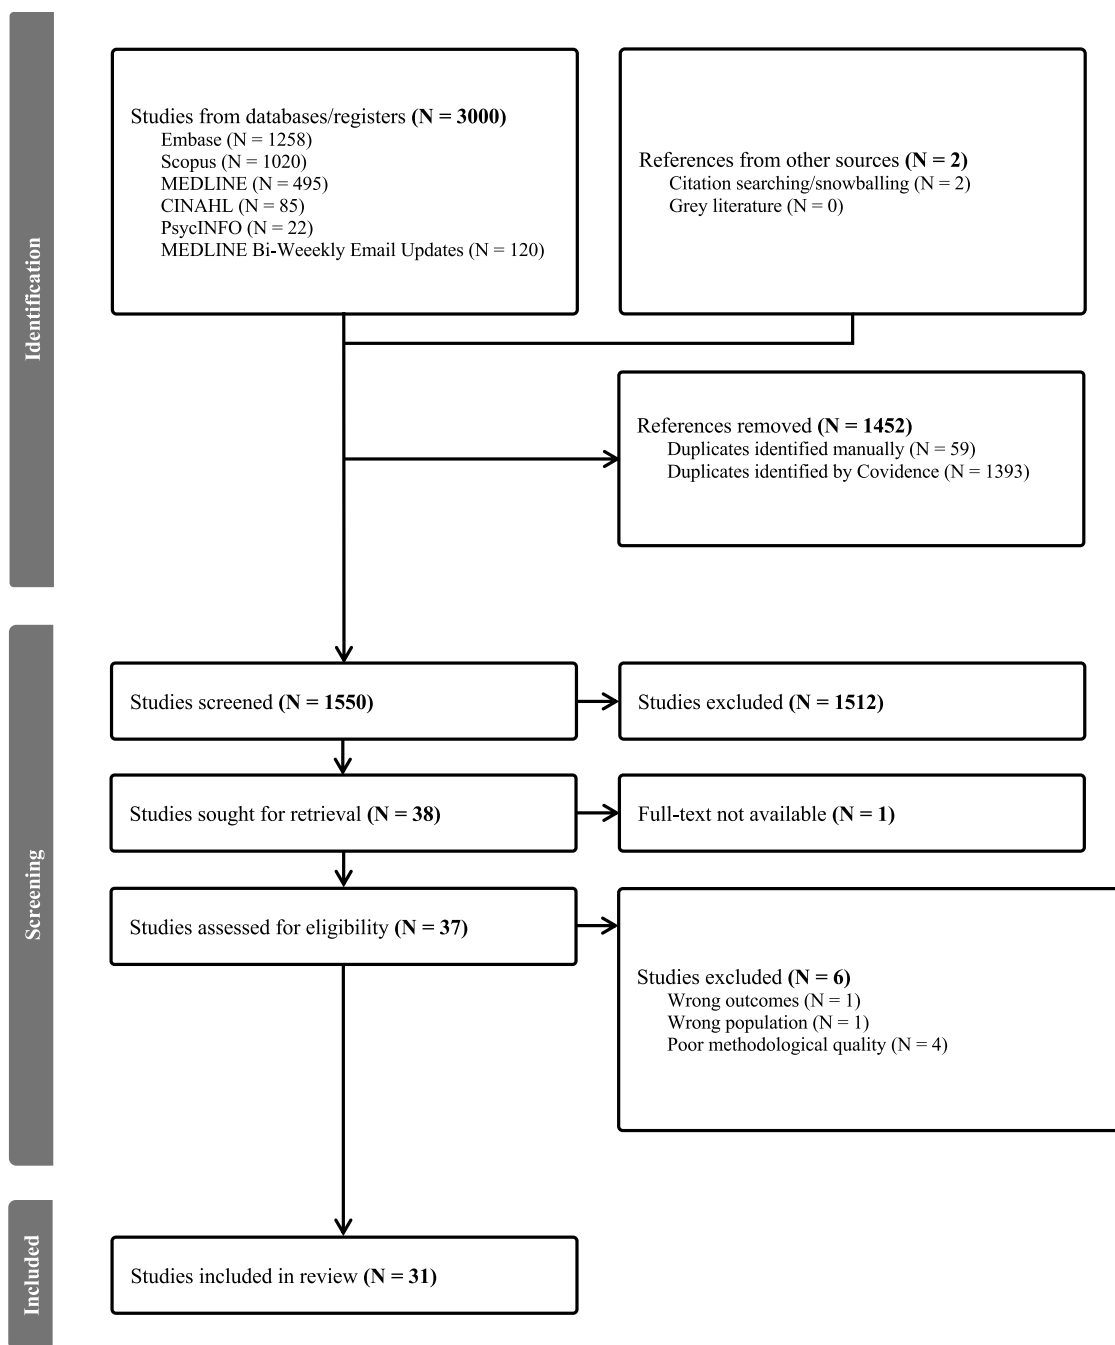 Identification
Studies from databases/registers (N = 3000)
Embase (N = 1258)
Scopus (N = 1020)
MEDLINE (N = 495)
CINAHL (N = 85)
PsycINFO (N = 22)
MEDLINE Bi-Weeekly Email Updates (N = 120)
References from other sources (N = 2)
Citation searching/snowballing (N = 2)
Grey literature (N = 0)
References removed (N = 1452)
Duplicates identified manually (N = 59)
Duplicates identified by Covidence (N = 1393)
Screening
Studies screened (N = 1550)
Studies excluded (N = 1512)
Studies sought for retrieval (N = 38)
Full-text not available (N = 1)
Studies assessed for eligibility (N = 37)
Studies excluded (N = 6)
Wrong outcomes (N = 1)
Wrong population (N = 1)
Poor methodological quality (N = 4)
Included
Studies included in review (N = 31)